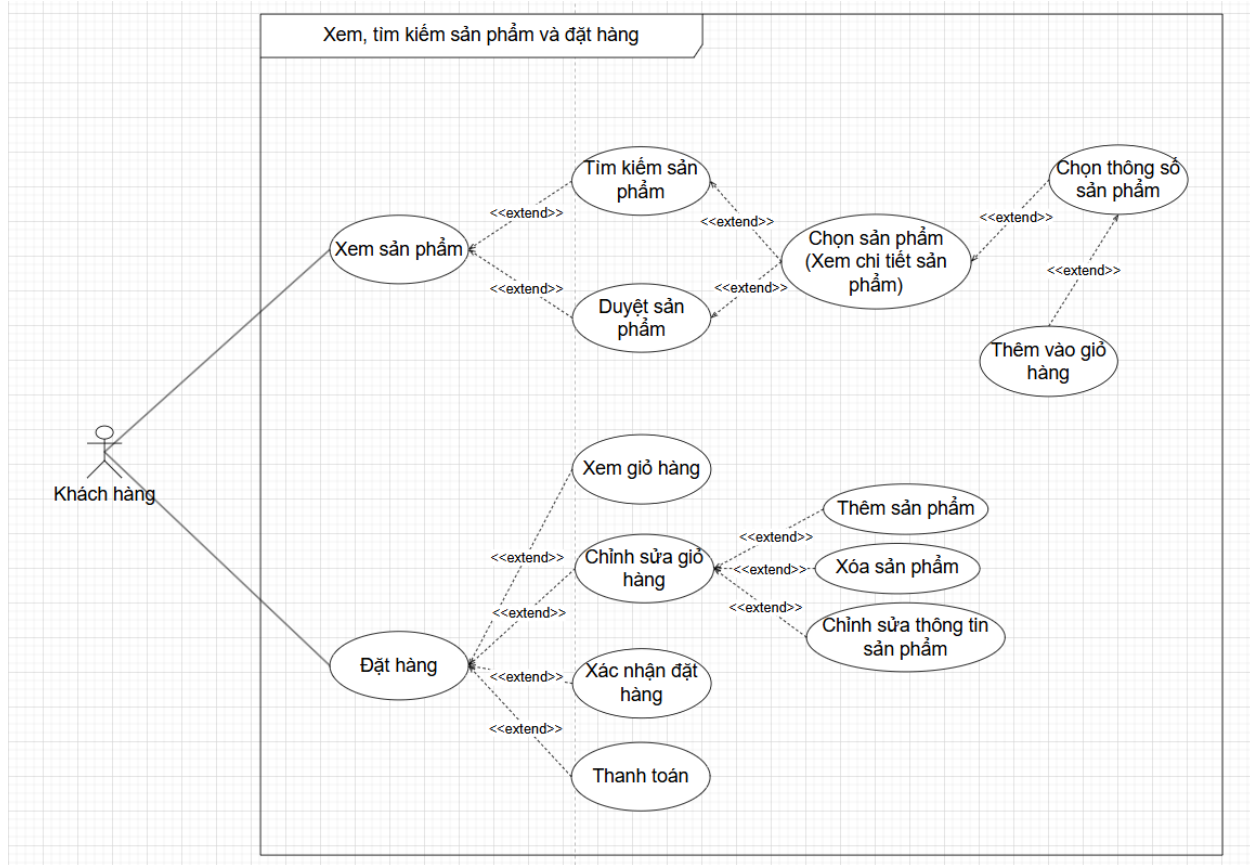 Xem, tìm kiếm sản phẩm và đặt hàng
Tìm kiếm sản
phẩm
Chọn thông số
sản phẩm
<<extend>>
<<extend>>
<<extend>>
Xem sản phẩm
Chọn sản phẩm
(Xem chi tiết sản
phẩm)
<<extend>>
<<extend>>
<<extend>>
Duyệt sản
phẩm
Thêm vào giỏ
hàng
Khách hàng
Xem giỏ hàng
Thêm sản phẩm
<<extend>>
<<extend>>
Chỉnh sửa giỏ
hàng
<<extend>>
Xóa sản phẩm
<<extend>>
<<extend>>
Chỉnh sửa thông tin
sản phẩm
Đặt hàng
<<extend>>
Xác nhận đặt
hàng
<<extend>>
Thanh toán